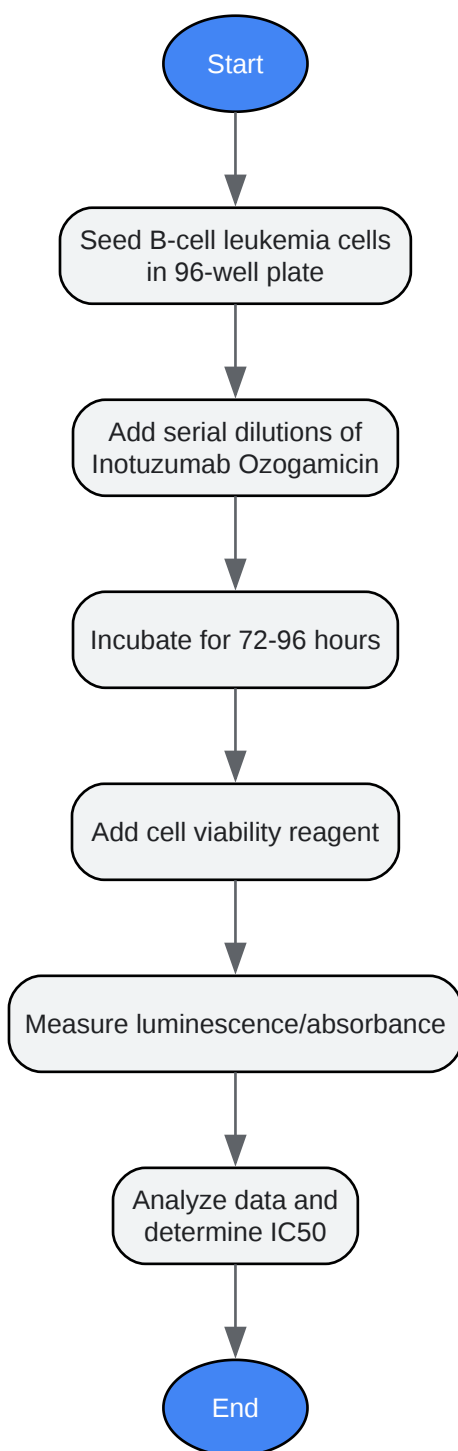 Start
Seed B-cell leukemia cells
in 96-well plate
Add serial dilutions of
Inotuzumab Ozogamicin
Incubate for 72-96 hours
Add cell viability reagent
Measure luminescence/absorbance
Analyze data and
determine IC50
End